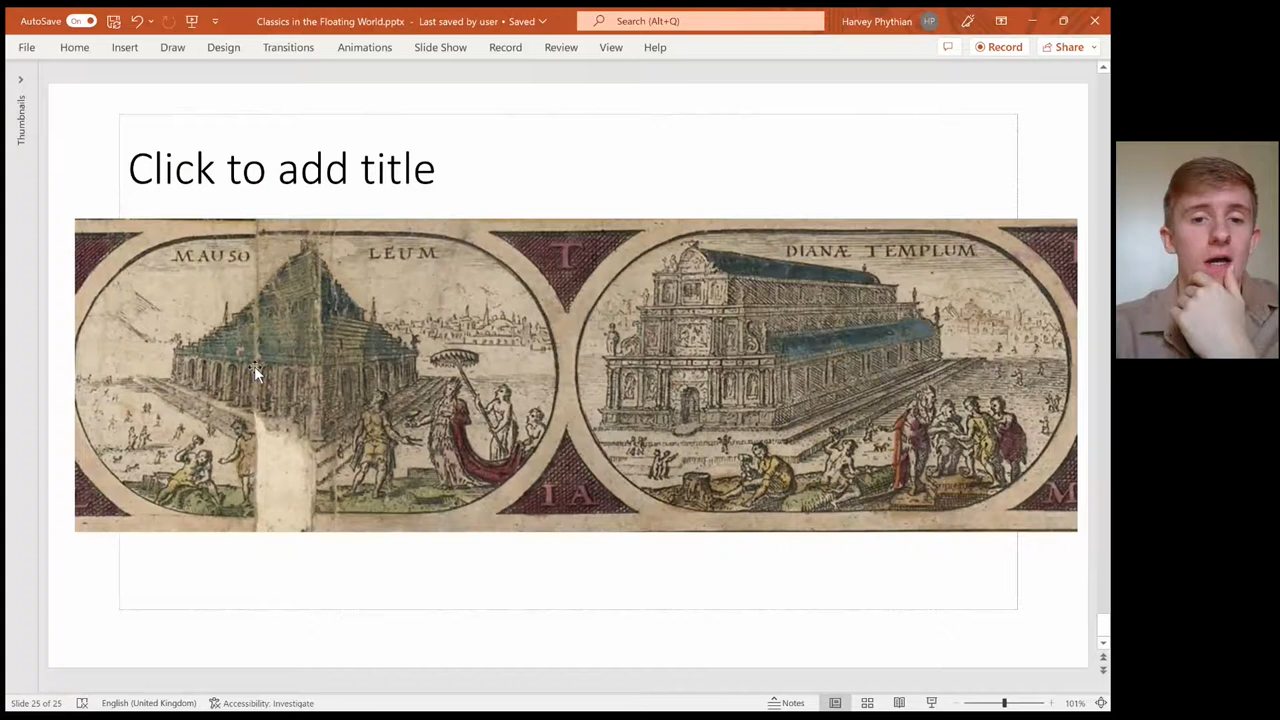 AutoSave On Classics in the Floating World.pptx - Last saved by user • Saved Search (Alt+Q) Harvey Phythian HP
File Home Insert Draw Design Transitions Animations Slide Show Record Review View Help Record Share
Thumbnails
Click to add title
MAUSO LEUM T DIANÆ TEMPLUM
IA M
Slide 25 of 25 English (United Kingdom) Accessibility: Investigate Notes 101%